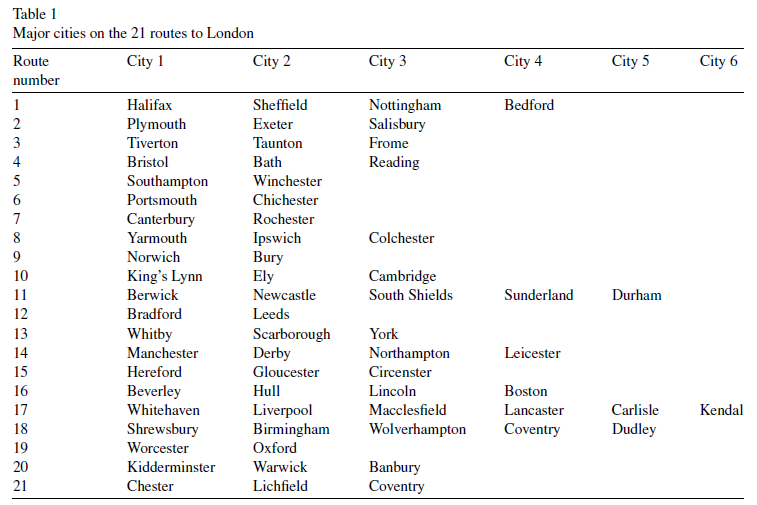 Table 1
Major cities on the 21 routes to London
Route number City 1 City 2 City 3 City 4 City 5 City 6
1 Halifax Sheffield Nottingham Bedford
2 Plymouth Exeter Salisbury
3 Tiverton Taunton Frome
4 Bristol Bath Reading
5 Southampton Winchester
6 Portsmouth Chichester
7 Canterbury Rochester
8 Yarmouth Ipswich Colchester
9 Norwich Bury
10 King's Lynn Ely Cambridge
11 Berwick Newcastle South Shields Sunderland Durham
12 Bradford Leeds
13 Whitby Scarborough York
14 Manchester Derby Northampton Leicester
15 Hereford Gloucester Circenster
16 Beverley Hull Lincoln Boston
17 Whitehaven Liverpool Macclesfield Lancaster Carlisle Kendal
18 Shrewsbury Birmingham Wolverhampton Coventry Dudley
19 Worcester Oxford
20 Kidderminster Warwick Banbury
21 Chester Lichfield Coventry